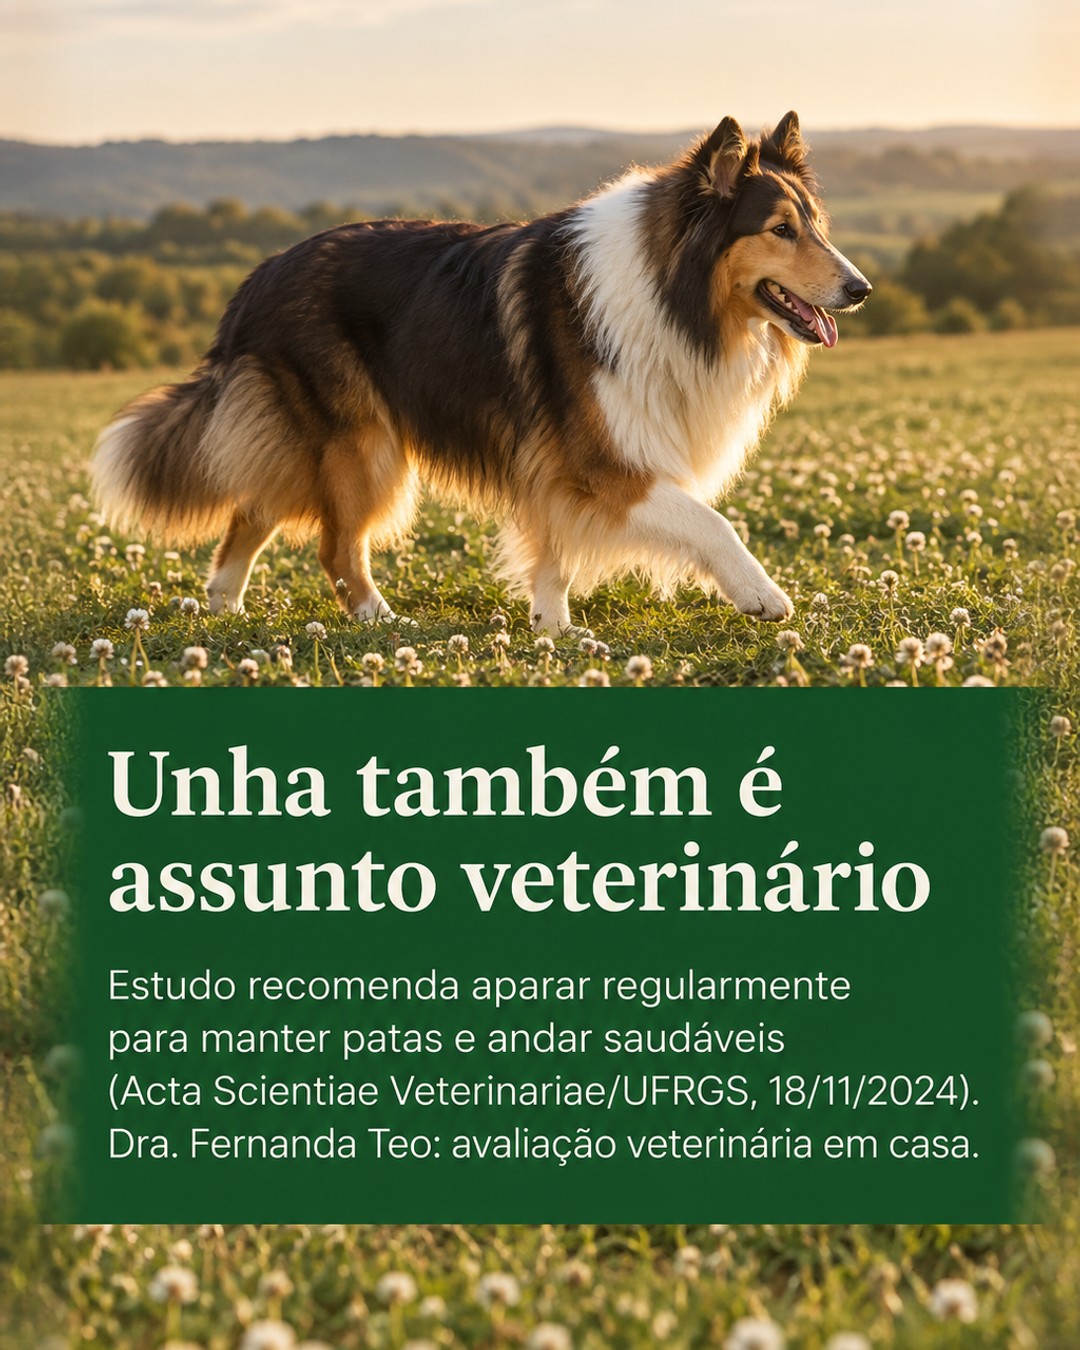 Unha também é
assunto veterinário
Estudo recomenda aparar regularmente
para manter patas e andar saudáveis
(Acta Scientiae Veterinariae/UFRGS, 18/11/2024).
Dra. Fernanda Teo: avaliação veterinária em casa.